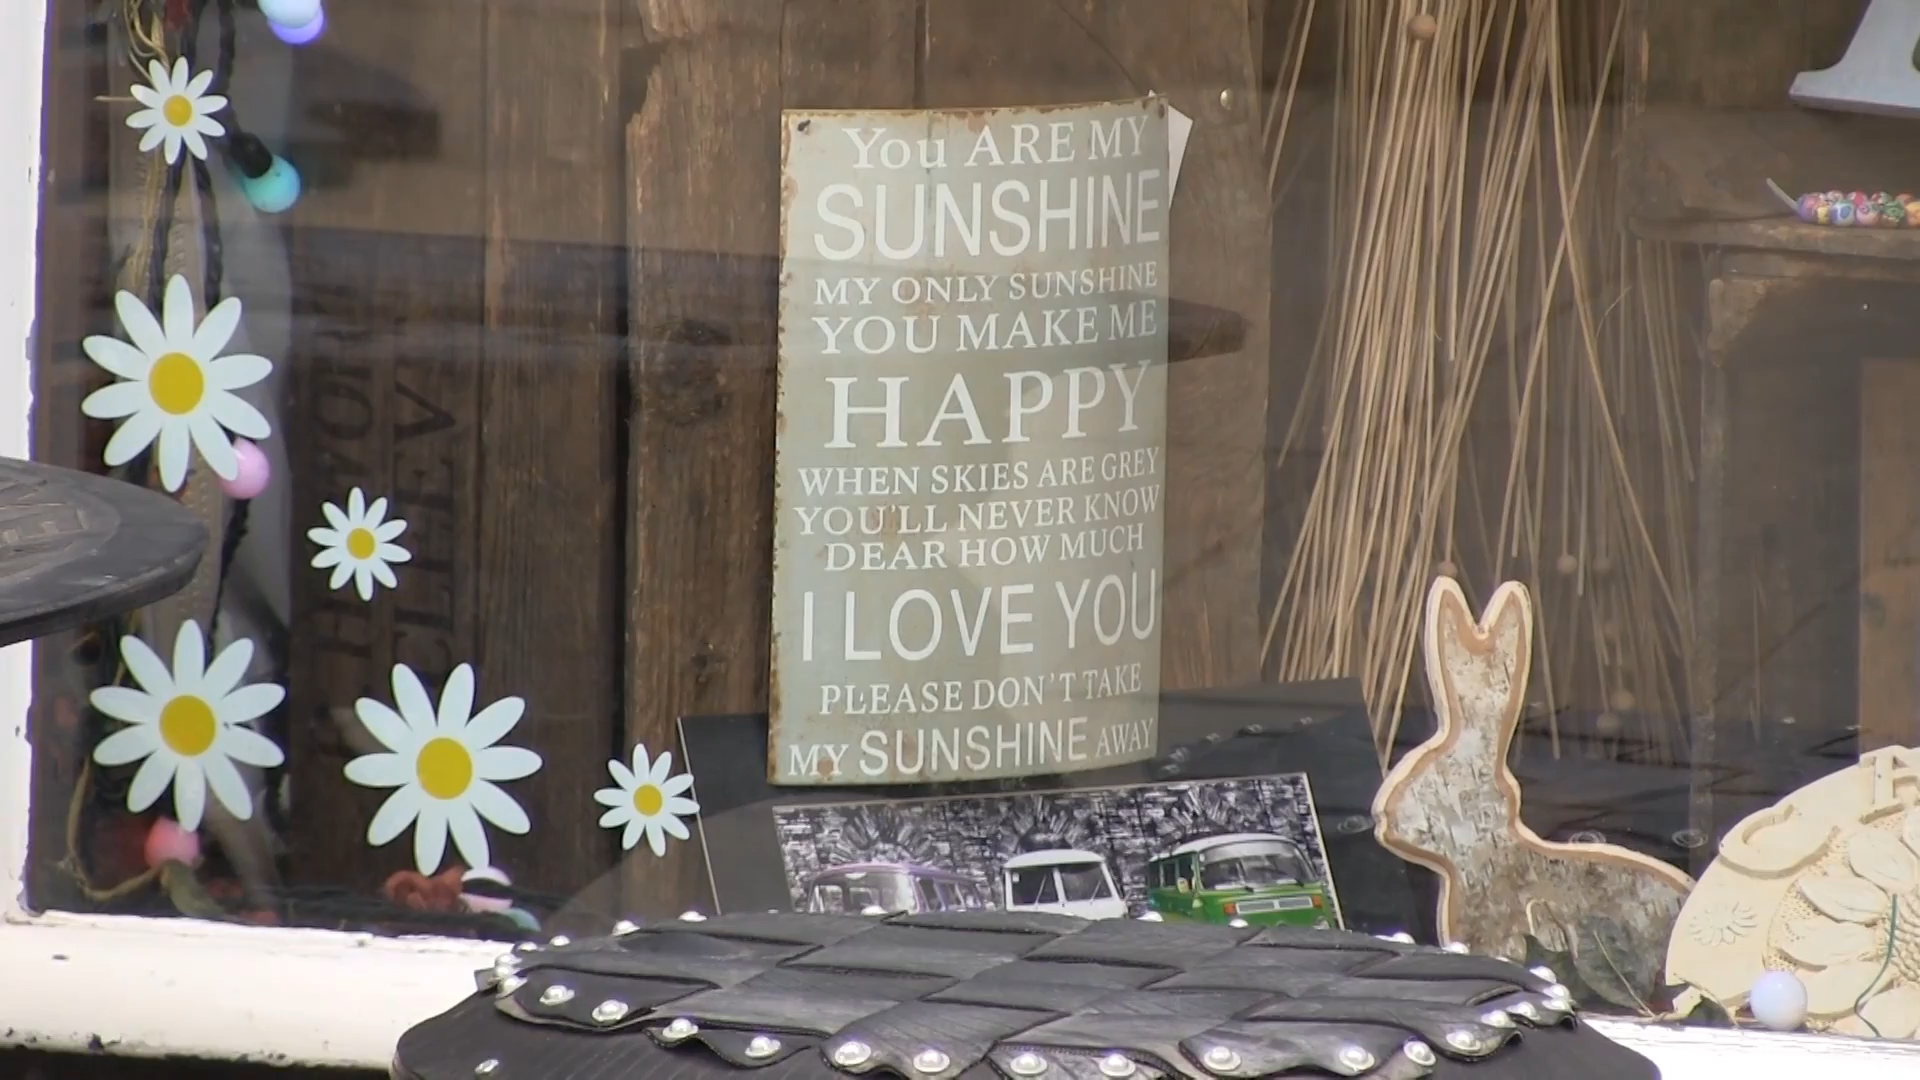 You ARE MY
SUNSHINE
MY ONLY SUNSHINE
YOU MAKE ME
HAPPY
WHEN SKIES ARE GREY
YOU'LL NEVER KNOW
DEAR HOW MUCH
I LOVE YOU
PLEASE DON'T TAKE
MY SUNSHINE AWAY